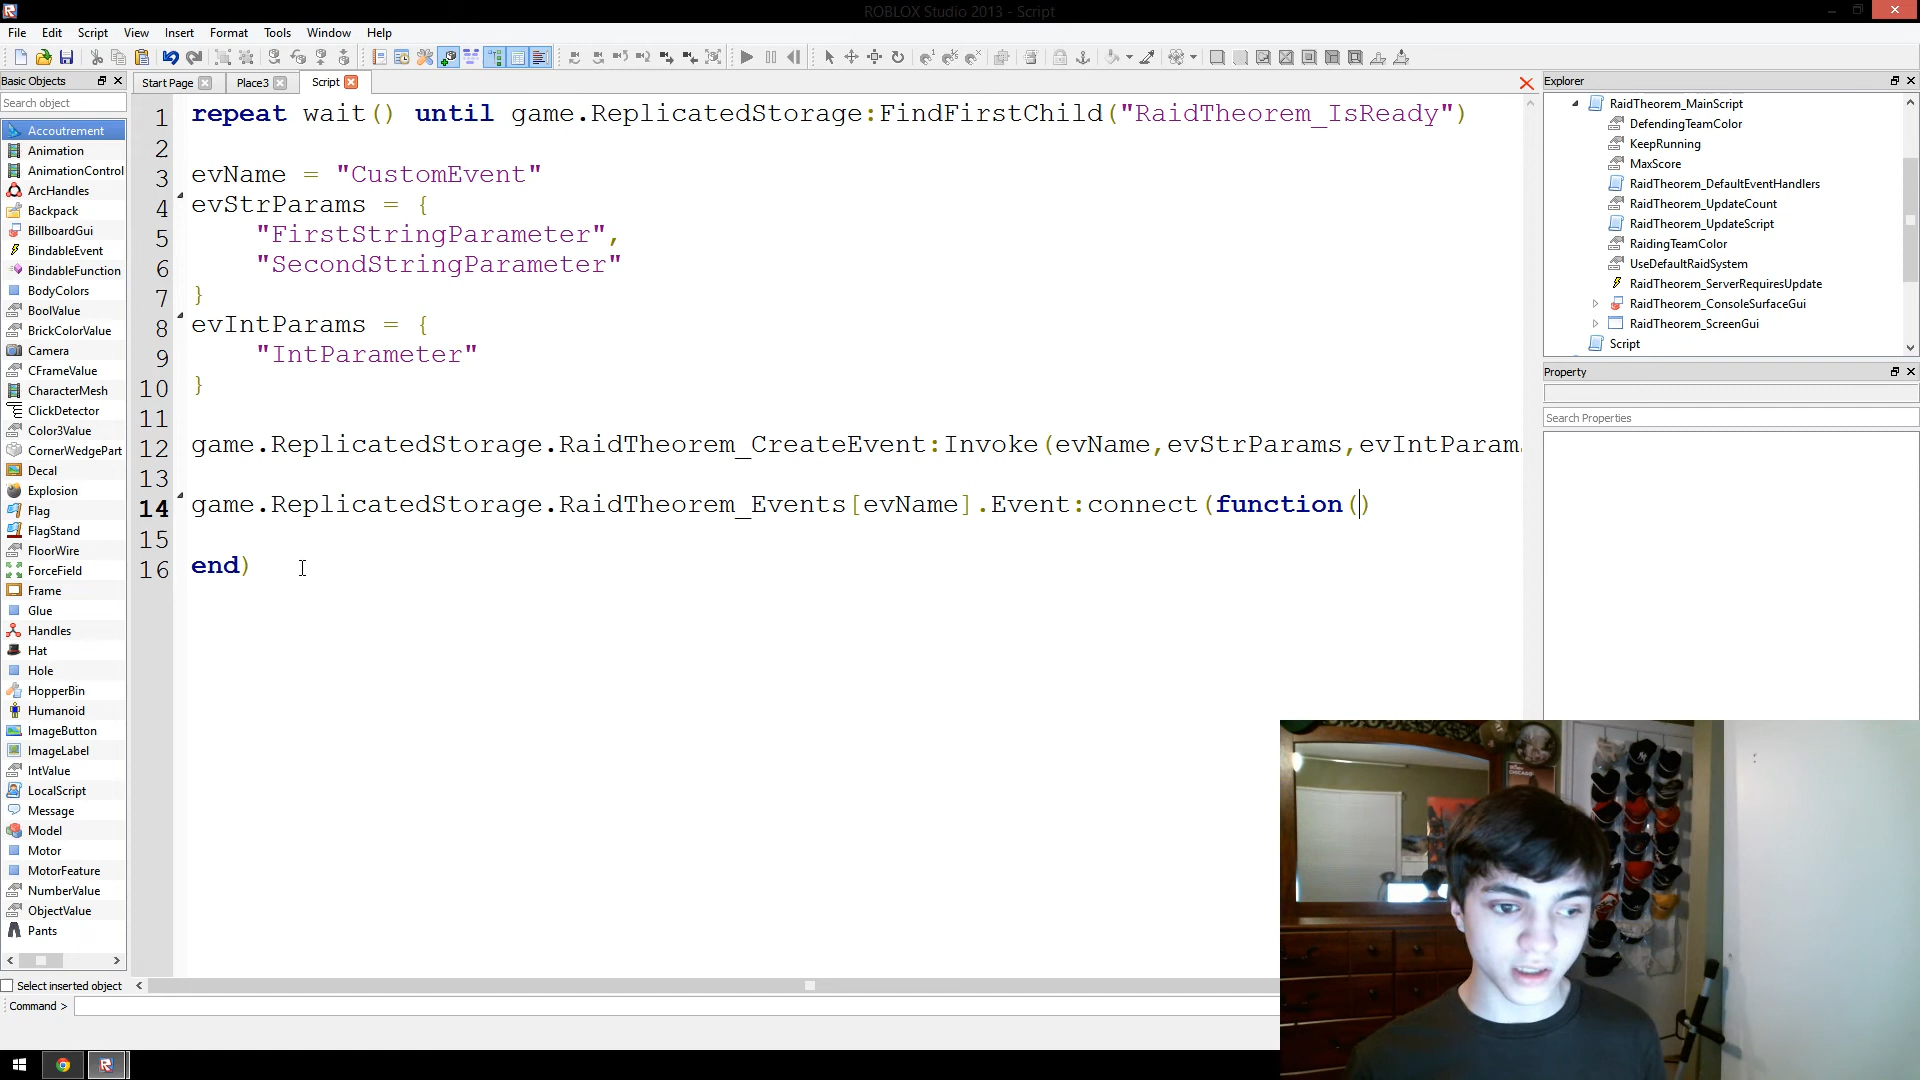 ROBLOX Studio 2013 - Script
File Edit Script View Insert Format Tools Window Help
Basic Objects
Start Page Place3 Script
Explorer
Search object
Accoutrement
Animation
AnimationControl
ArcHandles
Backpack
BillboardGui
BindableEvent
BindableFunction
BodyColors
BoolValue
BrickColorValue
Camera
CFrameValue
CharacterMesh
ClickDetector
Color3Value
CornerWedgePart
Decal
Explosion
Flag
FlagStand
FloorWire
ForceField
Frame
Glue
Handles
Hat
Hole
HopperBin
Humanoid
ImageButton
ImageLabel
IntValue
LocalScript
Message
Model
Motor
MotorFeature
NumberValue
ObjectValue
Pants
Select inserted object
Command >
1 repeat wait() until game.ReplicatedStorage:FindFirstChild("RaidTheorem_IsReady")
2
3 evName = "CustomEvent"
4 evStrParams = {
5 "FirstStringParameter",
6 "SecondStringParameter"
7 }
8 evIntParams = {
9 "IntParameter"
10 }
11
12 game.ReplicatedStorage.RaidTheorem_CreateEvent:Invoke(evName,evStrParams,evIntParam
13
14 game.ReplicatedStorage.RaidTheorem_Events[evName].Event:connect(function()
15
16 end)
RaidTheorem_MainScript
DefendingTeamColor
KeepRunning
MaxScore
RaidTheorem_DefaultEventHandlers
RaidTheorem_UpdateCount
RaidTheorem_UpdateScript
RaidingTeamColor
UseDefaultRaidSystem
RaidTheorem_ServerRequiresUpdate
RaidTheorem_ConsoleSurfaceGui
RaidTheorem_ScreenGui
Script
Property
Search Properties